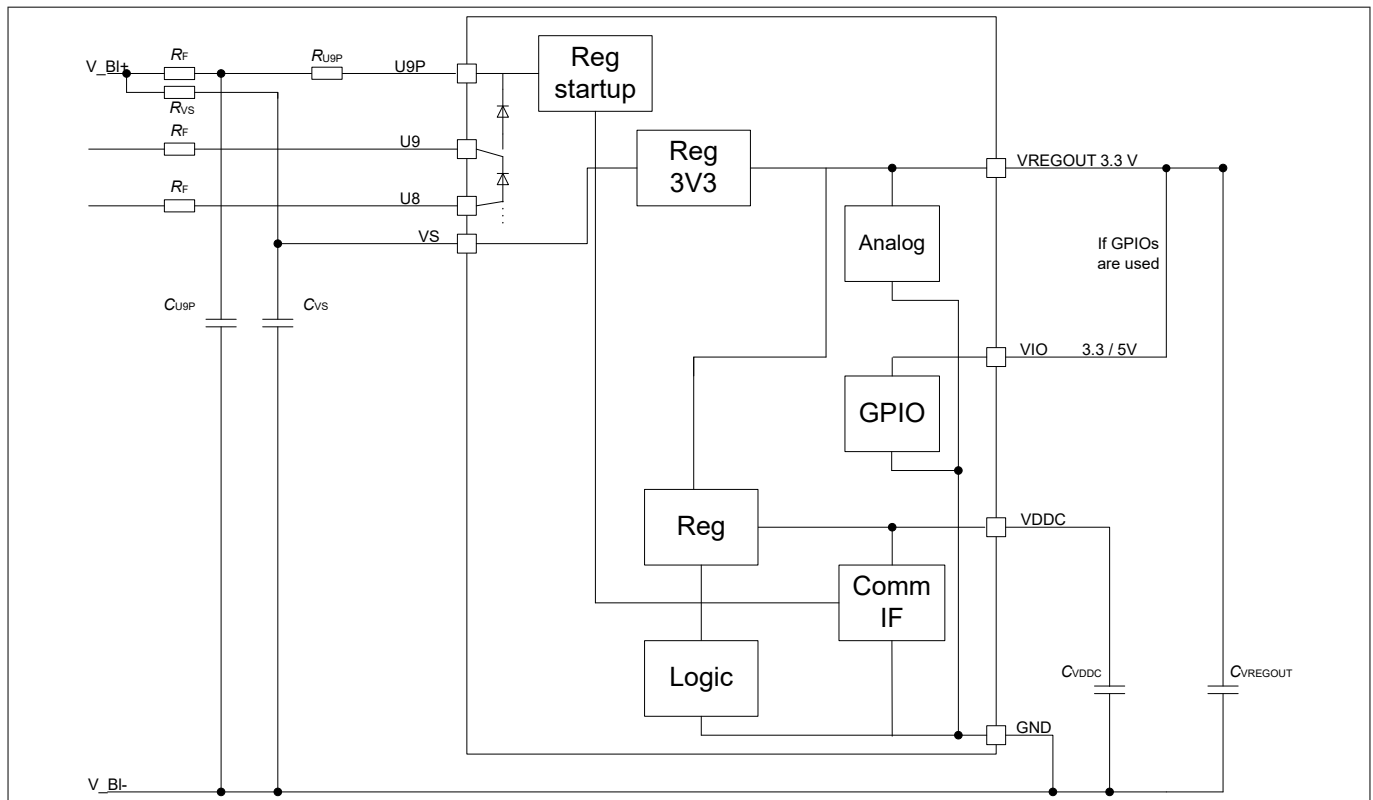 RF
RU9P
V_BI+
U9P
Reg
startup
RVS
RF
U9
Reg
3V3
VREGOUT 3.3 V
RF
U8
VS
Analog
If GPIOs
are used
CU9P
CVS
VIO 3.3 / 5V
GPIO
Reg
VDDC
Comm
IF
Logic
CVDDC
CVREGOUT
GND
V_BI-